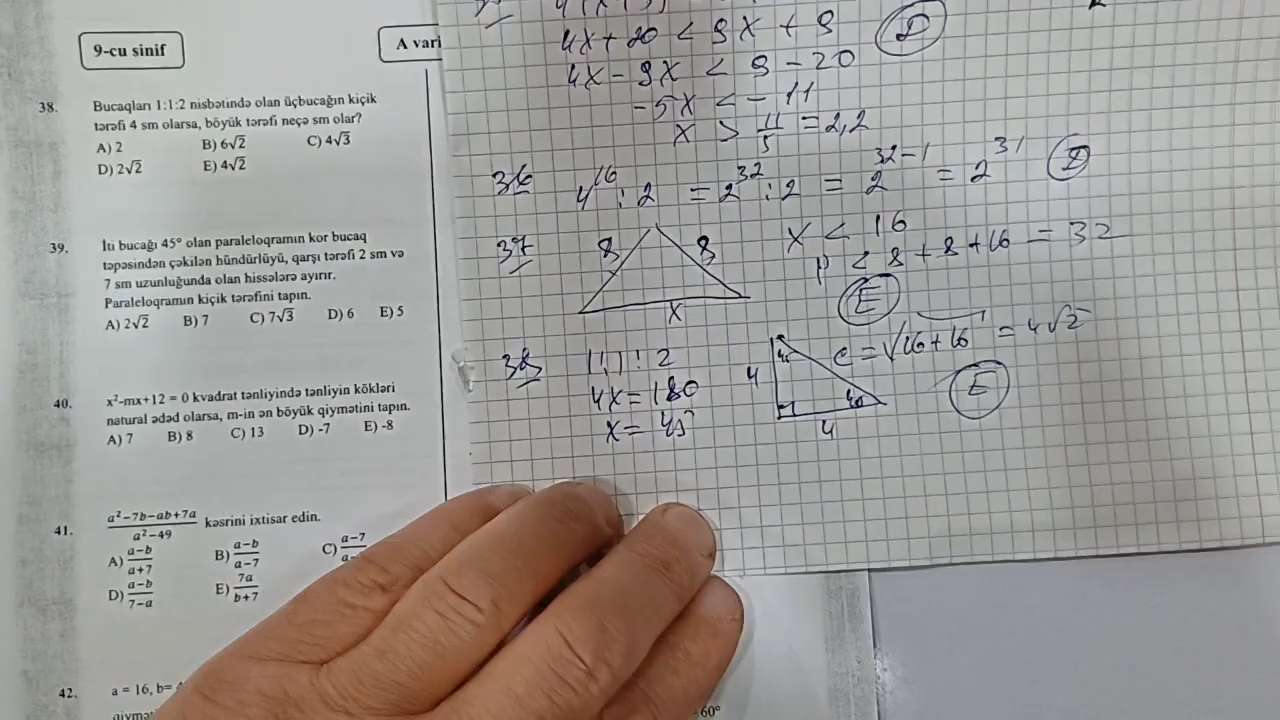 9-cu sinif
A vari
38. Bucaqları 1:1:2 nisbətində olan üçbucağın kiçik
tərəfi 4 sm olarsa, böyük tərəfi neçə sm olar?
A) 2 B) 6√2 C) 4√3
D) 2√2 E) 4√2
39. İti bucağı 45° olan paraleloqramın kor bucaq
təpəsindən çəkilən hündürlüyü, qarşı tərəfi 2 sm və
7 sm uzunluğunda olan hissələrə ayırır.
Paraleloqramın kiçik tərəfini tapın.
A) 2√2 B) 7 C) 7√3 D) 6 E) 5
40. x²-mx+12 = 0 kvadrat tənliyində tənliyin kökləri
natural ədəd olarsa, m-in ən böyük qiymətini tapın.
A) 7 B) 8 C) 13 D) -7 E) -8
41. (a²−7b−ab+7a)/(a²−49) kəsrini ixtisar edin.
A) (a−b)/(a+7) B) (a−b)/(a−7) C) (a−7)/
D) (a−b)/(7−a) E) 7a/(b+7)
42. a = 16, b=
60°
4x+20 < 9x + 9 D
4x - 9x < 9 - 20
-5x < - 11
x > 11/5 = 2,2
36 4^16 : 2 = 2^32 : 2 = 2^(32-1) = 2^31 D
37 8 8 x x < 16
P < 8 + 8 + 16 = 32
E
38 1:1:2
4x = 180
x = 45
4 45 45 4
c = √16+16 = 4√2
E